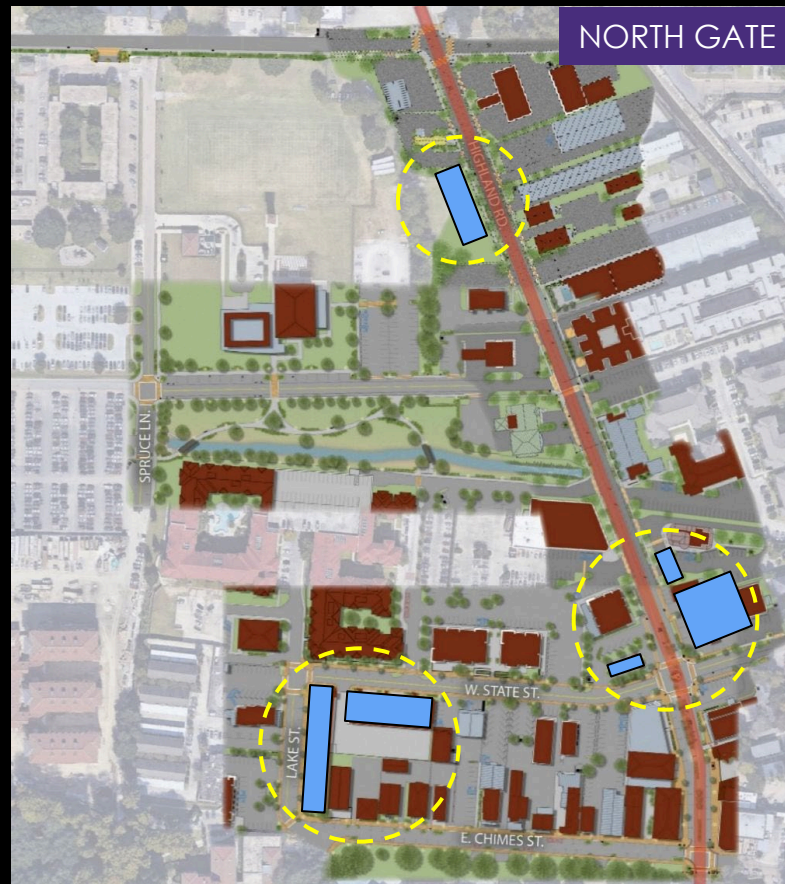 NORTH GATE
HIGHLAND RD.
SPRUCE LN.
W. STATE ST.
LAKE ST.
E. CHIMES ST.